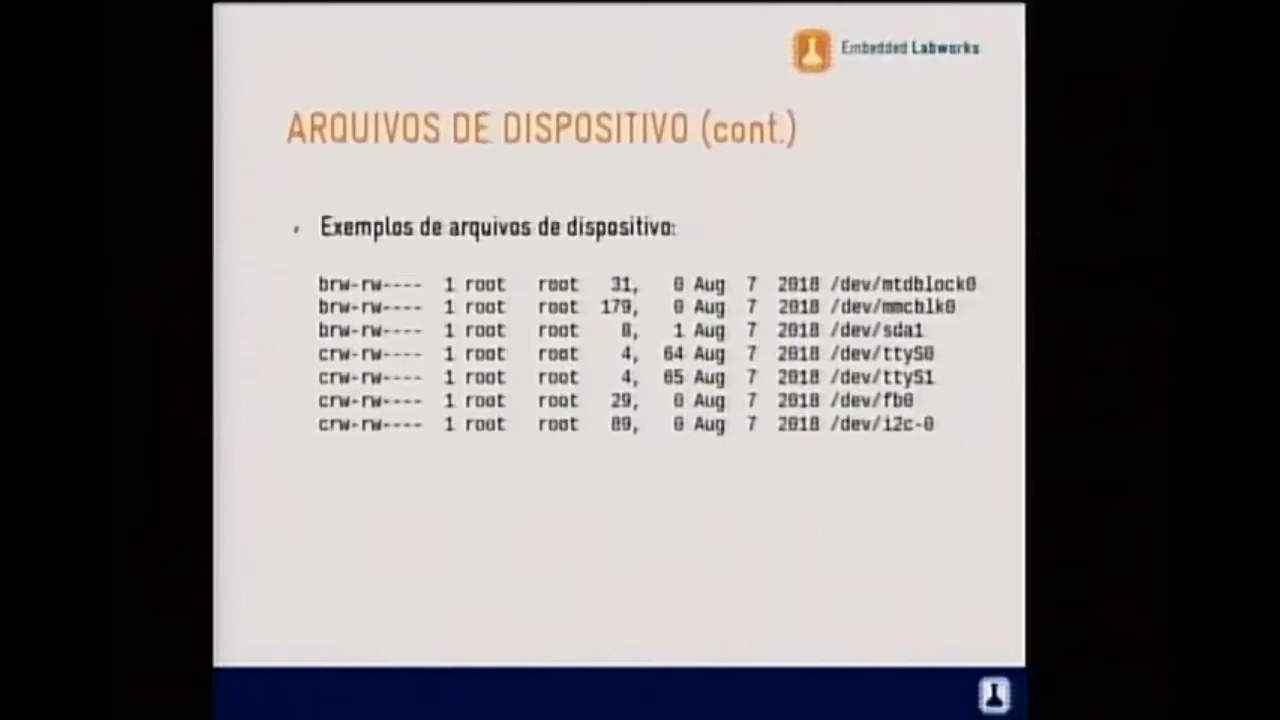 Embedded Labworks
ARQUIVOS DE DISPOSITIVO (cont.)
Exemplos de arquivos de dispositivo:
brw-rw---- 1 root root 31, 0 Aug 7 2018 /dev/mtdblock0
brw-rw---- 1 root root 179, 0 Aug 7 2018 /dev/mmcblk0
brw-rw---- 1 root root 8, 1 Aug 7 2018 /dev/sda1
crw-rw---- 1 root root 4, 64 Aug 7 2018 /dev/ttyS0
crw-rw---- 1 root root 4, 65 Aug 7 2018 /dev/ttyS1
crw-rw---- 1 root root 29, 0 Aug 7 2018 /dev/fb0
crw-rw---- 1 root root 89, 0 Aug 7 2018 /dev/i2c-0